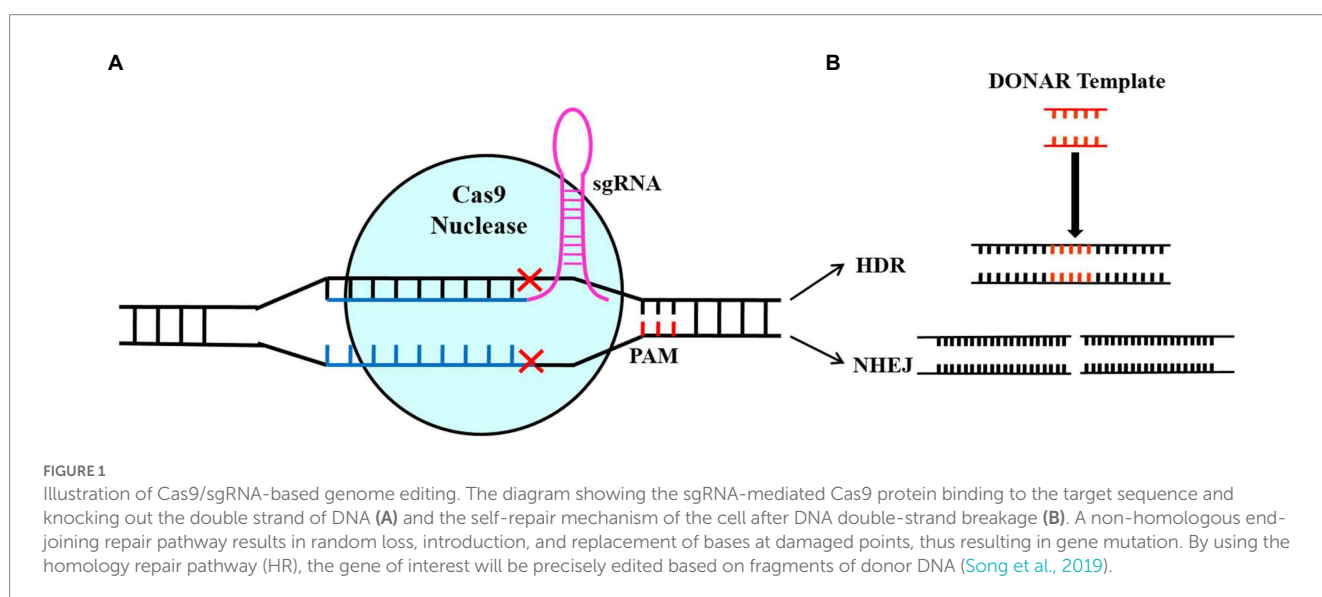 A
B
DONAR Template
sgRNA
Cas9
Nuclease
HDR
PAM
NHEJ
FIGURE 1
Illustration of Cas9/sgRNA-based genome editing. The diagram showing the sgRNA-mediated Cas9 protein binding to the target sequence and
knocking out the double strand of DNA (A) and the self-repair mechanism of the cell after DNA double-strand breakage (B). A non-homologous end-
joining repair pathway results in random loss, introduction, and replacement of bases at damaged points, thus resulting in gene mutation. By using the
homology repair pathway (HR), the gene of interest will be precisely edited based on fragments of donor DNA (Song et al., 2019).